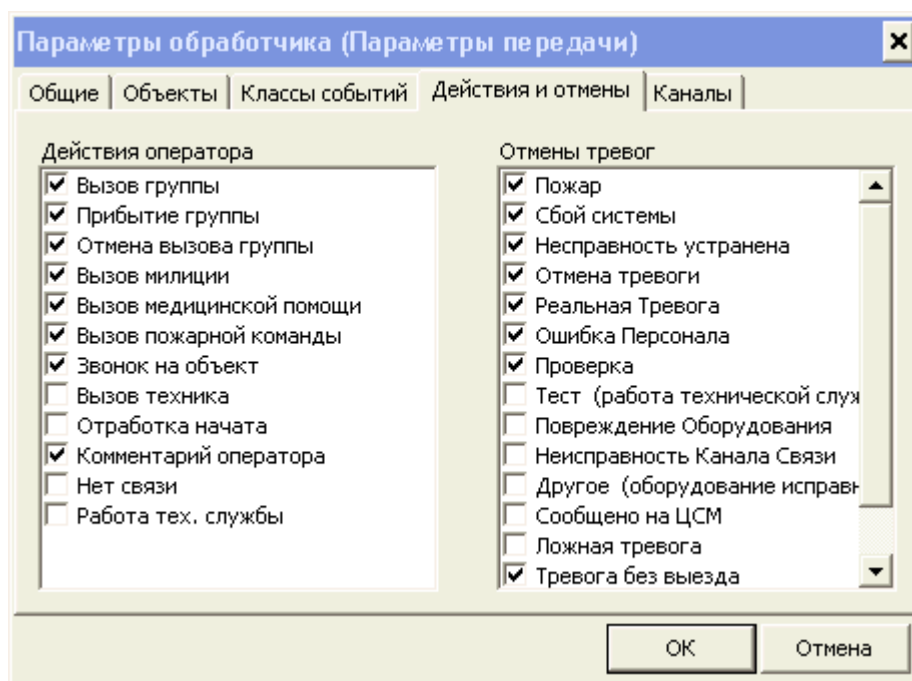 Параметры обработчика (Параметры передачи)
Общие Объекты Классы событий Действия и отмены Каналы
Действия оператора
Вызов группы
Прибытие группы
Отмена вызова группы
Вызов милиции
Вызов медицинской помощи
Вызов пожарной команды
Звонок на объект
Вызов техника
Отработка начата
Комментарий оператора
Нет связи
Работа тех. службы
Отмены тревог
Пожар
Сбой системы
Несправность устранена
Отмена тревоги
Реальная Тревога
Ошибка Персонала
Проверка
Тест (работа технической служ
Повреждение Оборудования
Неисправность Канала Связи
Другое (оборудование исправн
Сообщено на ЦСМ
Ложная тревога
Тревога без выезда
ОК Отмена